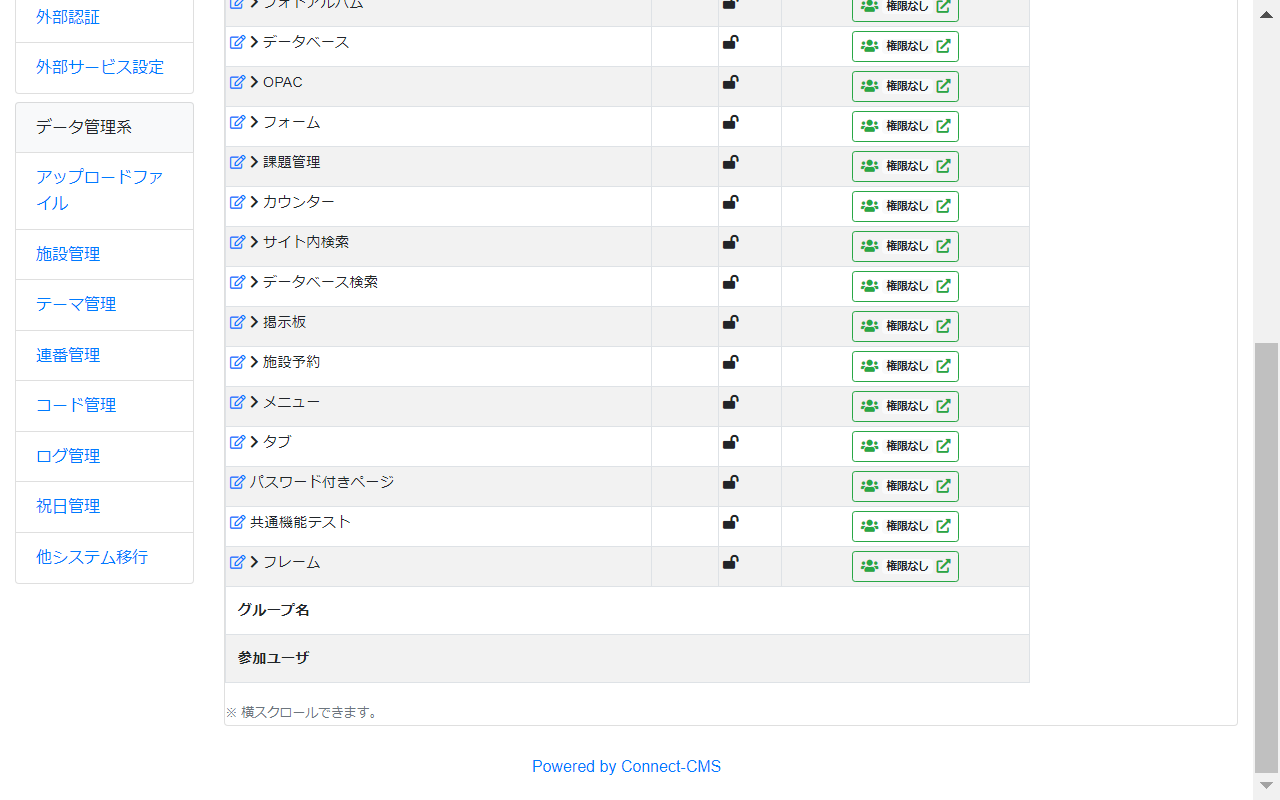 外部認証
外部サービス設定
データ管理系
アップロードファ
イル
施設管理
テーマ管理
連番管理
コード管理
ログ管理
祝日管理
他システム移行
フォトアルバム 権限なし
データベース 権限なし
OPAC 権限なし
フォーム 権限なし
課題管理 権限なし
カウンター 権限なし
サイト内検索 権限なし
データベース検索 権限なし
掲示板 権限なし
施設予約 権限なし
メニュー 権限なし
タブ 権限なし
パスワード付きページ 権限なし
共通機能テスト 権限なし
フレーム 権限なし
グループ名
参加ユーザ
※ 横スクロールできます。
Powered by Connect-CMS